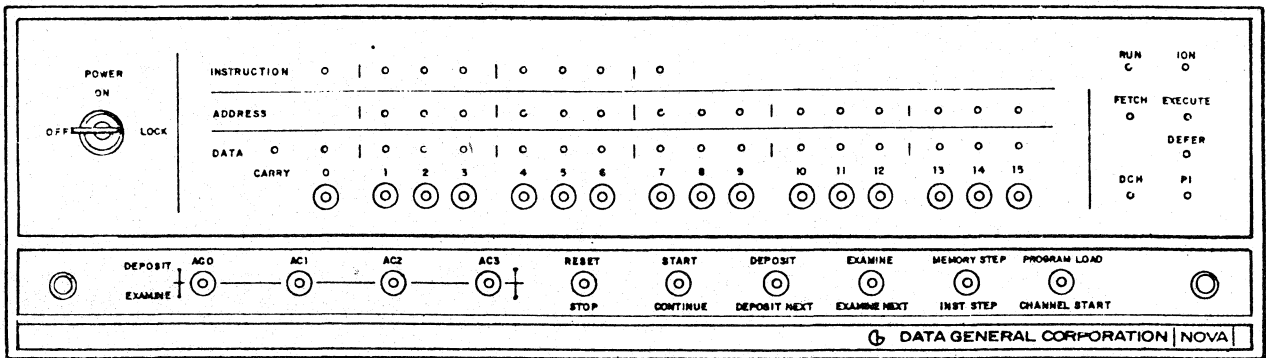 RUN ION
INSTRUCTION
POWER
ON
ADDRESS
FETCH EXECUTE
OFF LOCK
DEFER
DATA
CARRY 0 1 2 3 4 5 6 7 8 9 10 11 12 13 14 15
DCH PI
DEPOSIT AC0 AC1 AC2 AC3 RESET START DEPOSIT EXAMINE MEMORY STEP PROGRAM LOAD
EXAMINE STOP CONTINUE DEPOSIT NEXT EXAMINE NEXT INST STEP CHANNEL START
DATA GENERAL CORPORATION | NOVA